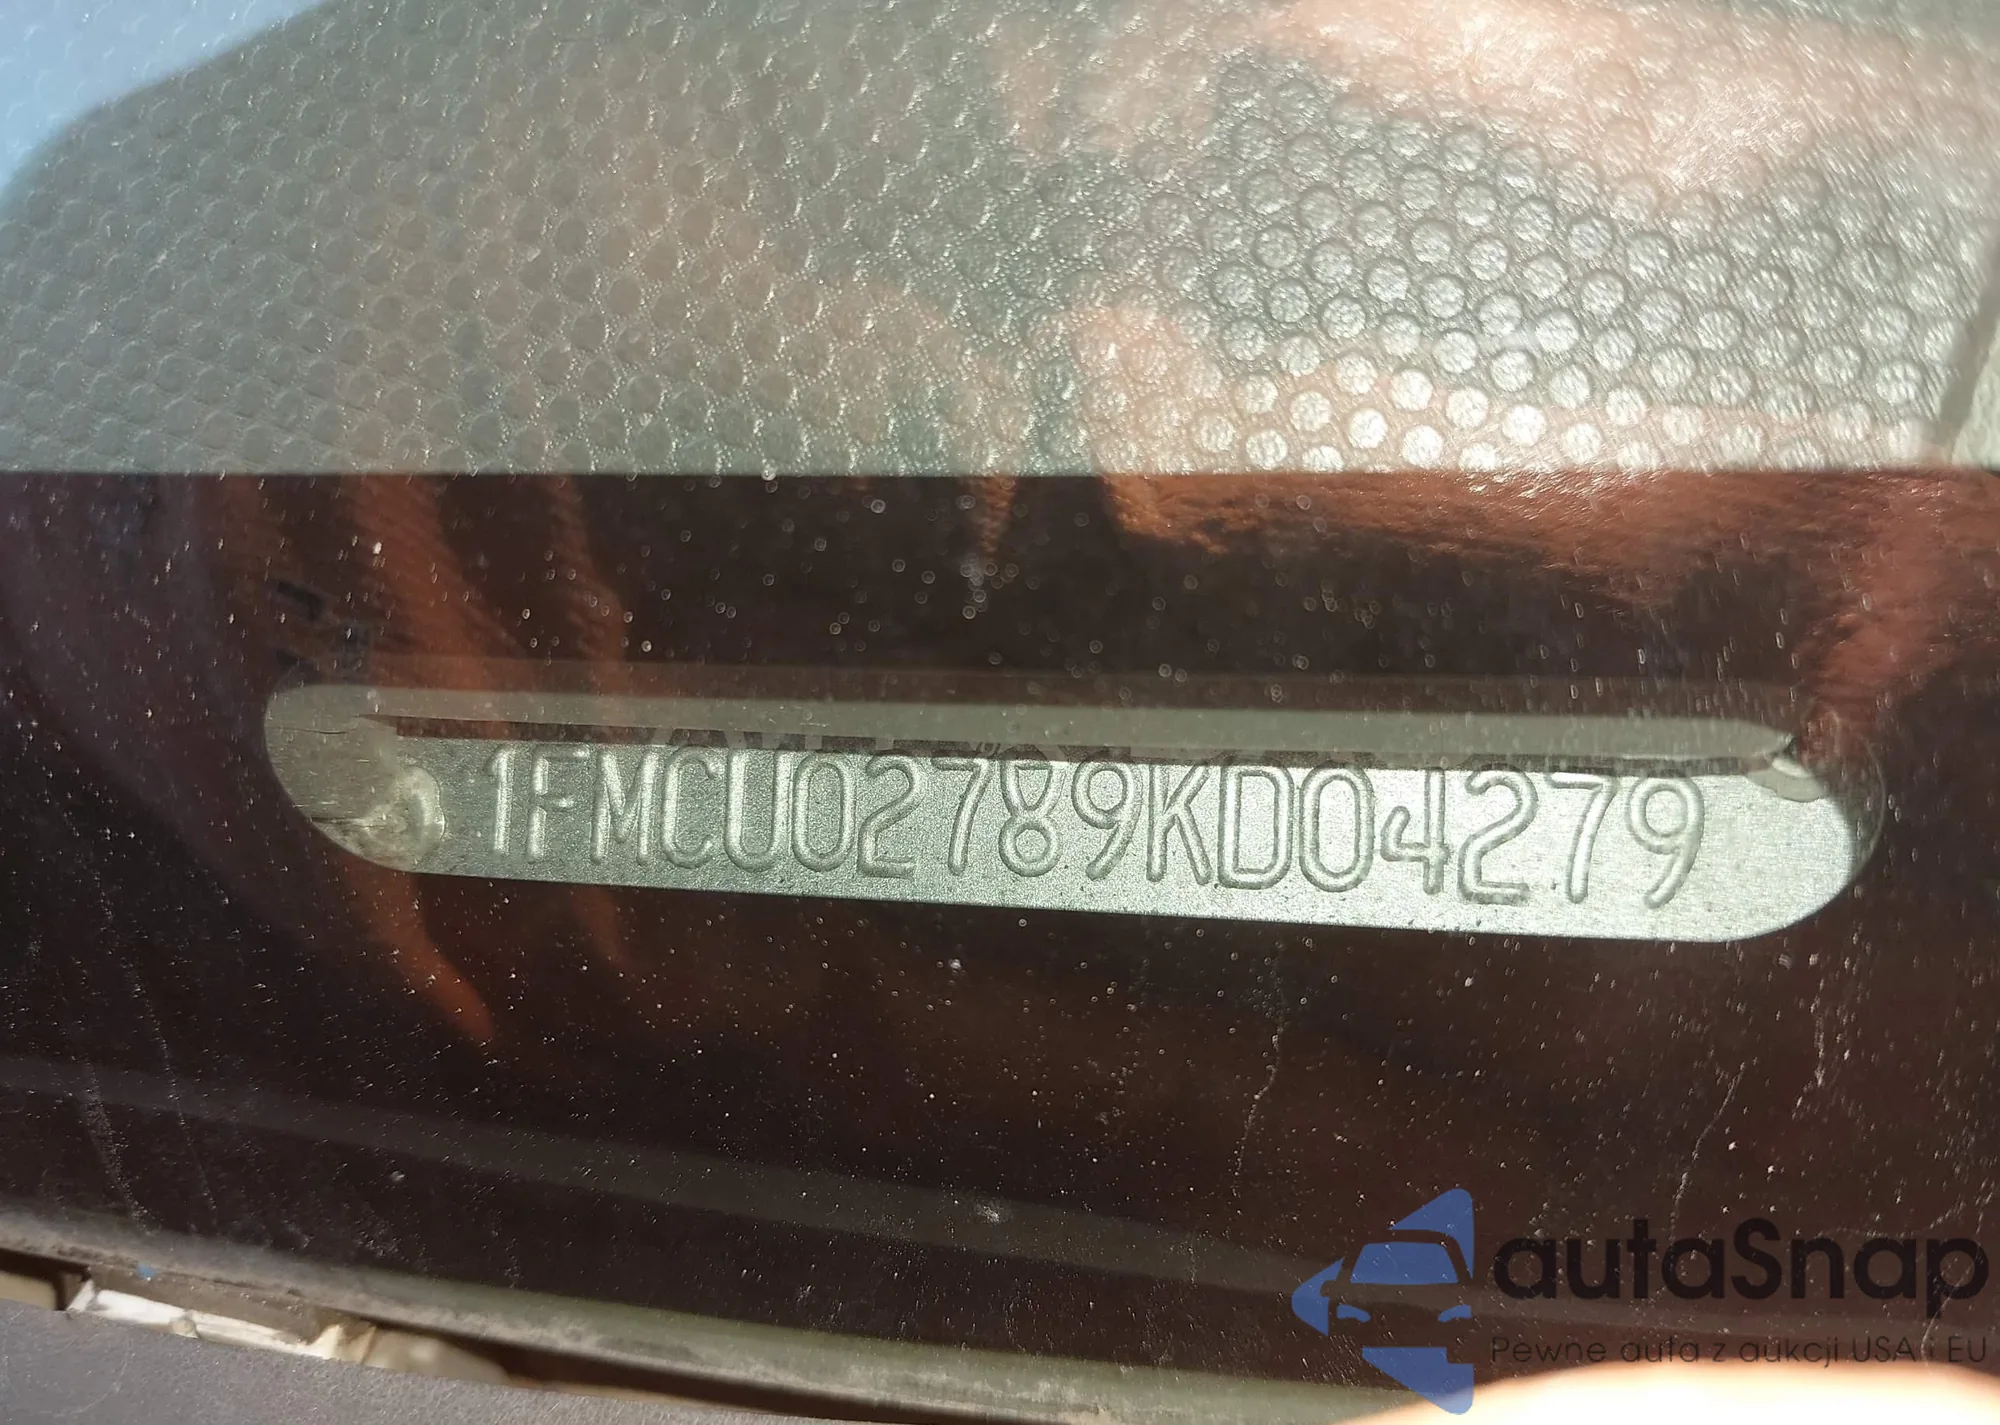 1FMCU02789KD04279
autaSnap
Pewne auta z aukcji USA i EU